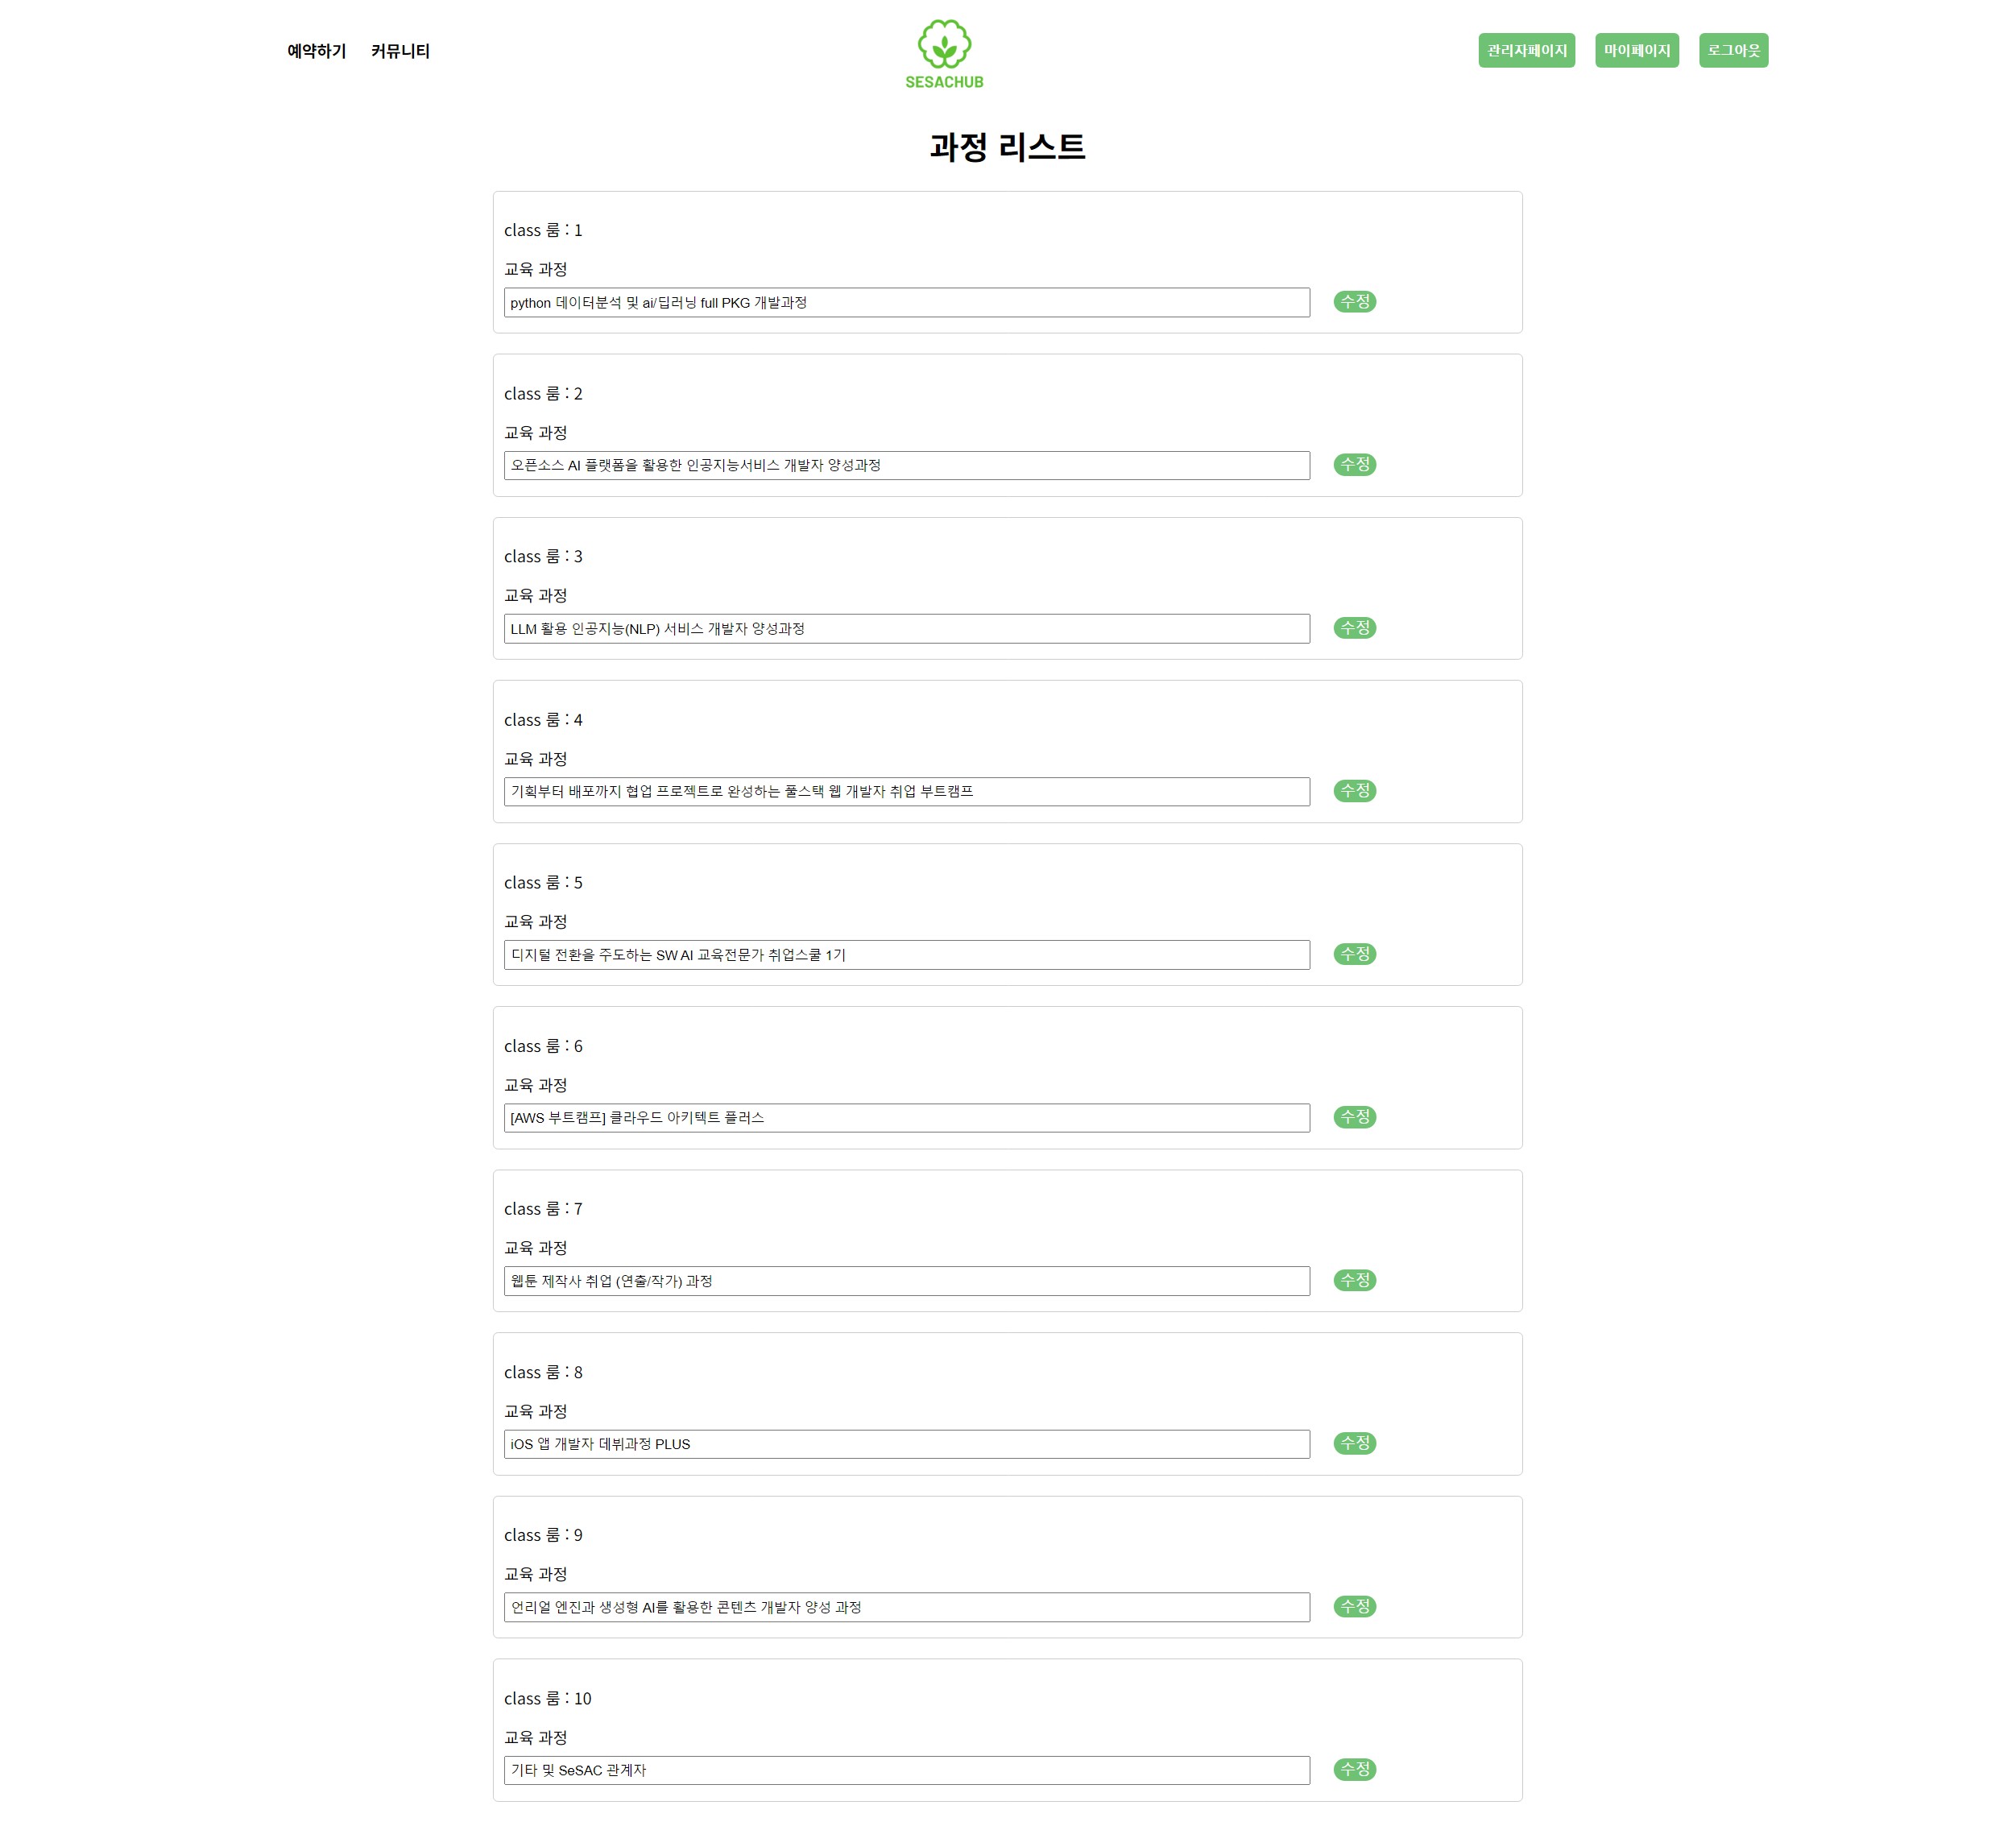 예약하기 커뮤니티 SESACHUB 관리자페이지 마이페이지 로그아웃
과정 리스트
class 룸 : 1
교육 과정
python 데이터분석 및 ai/딥러닝 full PKG 개발과정 수정
class 룸 : 2
교육 과정
오픈소스 AI 플랫폼을 활용한 인공지능서비스 개발자 양성과정 수정
class 룸 : 3
교육 과정
LLM 활용 인공지능(NLP) 서비스 개발자 양성과정 수정
class 룸 : 4
교육 과정
기획부터 배포까지 협업 프로젝트로 완성하는 풀스택 웹 개발자 취업 부트캠프 수정
class 룸 : 5
교육 과정
디지털 전환을 주도하는 SW AI 교육전문가 취업스쿨 1기 수정
class 룸 : 6
교육 과정
[AWS 부트캠프] 클라우드 아키텍트 플러스 수정
class 룸 : 7
교육 과정
웹툰 제작사 취업 (연출/작가) 과정 수정
class 룸 : 8
교육 과정
iOS 앱 개발자 데뷔과정 PLUS 수정
class 룸 : 9
교육 과정
언리얼 엔진과 생성형 AI를 활용한 콘텐츠 개발자 양성 과정 수정
class 룸 : 10
교육 과정
기타 및 SeSAC 관계자 수정